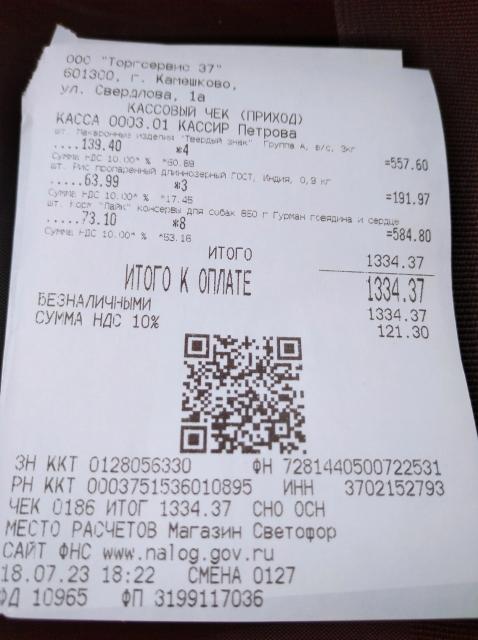 ООО "Торгсервис 37"
601300, г. Камешково,
ул. Свердлова, 1а
КАССОВЫЙ ЧЕК (ПРИХОД)
КАССА 0003.01 КАССИР Петрова
шт. Макаронные изделия "Твердый знак" Группа А, в/с, 3кг
....139.40 *4 =557.60
Сумма НДС 10.00* % *50.69
шт. Рис пропаренный длиннозерный ГОСТ, Индия, 0,9 кг
.....63.99 *3 =191.97
Сумма НДС 10.00* % *17.45
шт. Корм "Лайк" консервы для собак 850 г Гурман говядина и сердце
.....73.10 *8 =584.80
Сумма НДС 10.00* % *53.16
ИТОГО 1334.37
ИТОГО К ОПЛАТЕ 1334.37
БЕЗНАЛИЧНЫМИ 1334.37
СУММА НДС 10% 121.30
ЗН ККТ 0128056330 ФН 7281440500722531
РН ККТ 0003751536010895 ИНН 3702152793
ЧЕК 0186 ИТОГ 1334.37 СНО ОСН
МЕСТО РАСЧЕТОВ Магазин Светофор
САЙТ ФНС www.nalog.gov.ru
18.07.23 18:22 СМЕНА 0127
ФД 10965 ФП 3199117036